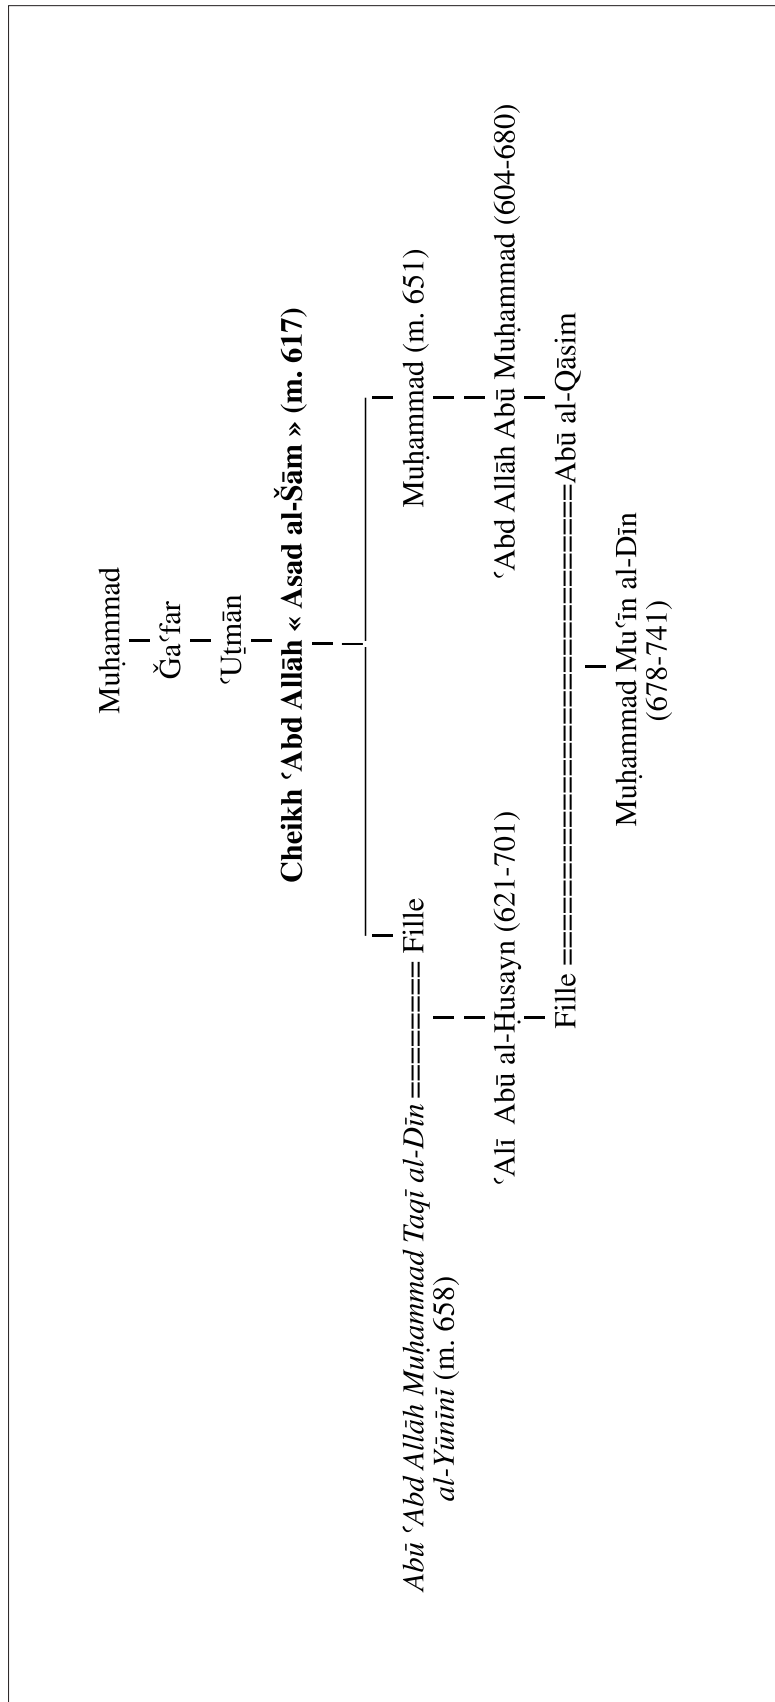 Muḥammad
Ǧaʿfar
ʿUṯmān
Cheikh ʿAbd Allāh « Asad al-Šām » (m. 617)
Abū ʿAbd Allāh Muḥammad Taqī al-Dīn ========= Fille
al-Yūnīnī (m. 658)
Muḥammad (m. 651)
ʿAlī Abū al-Ḥusayn (621-701)
ʿAbd Allāh Abū Muḥammad (604-680)
Fille ================================Abū al-Qāsim
Muḥammad Muʿīn al-Dīn
(678-741)